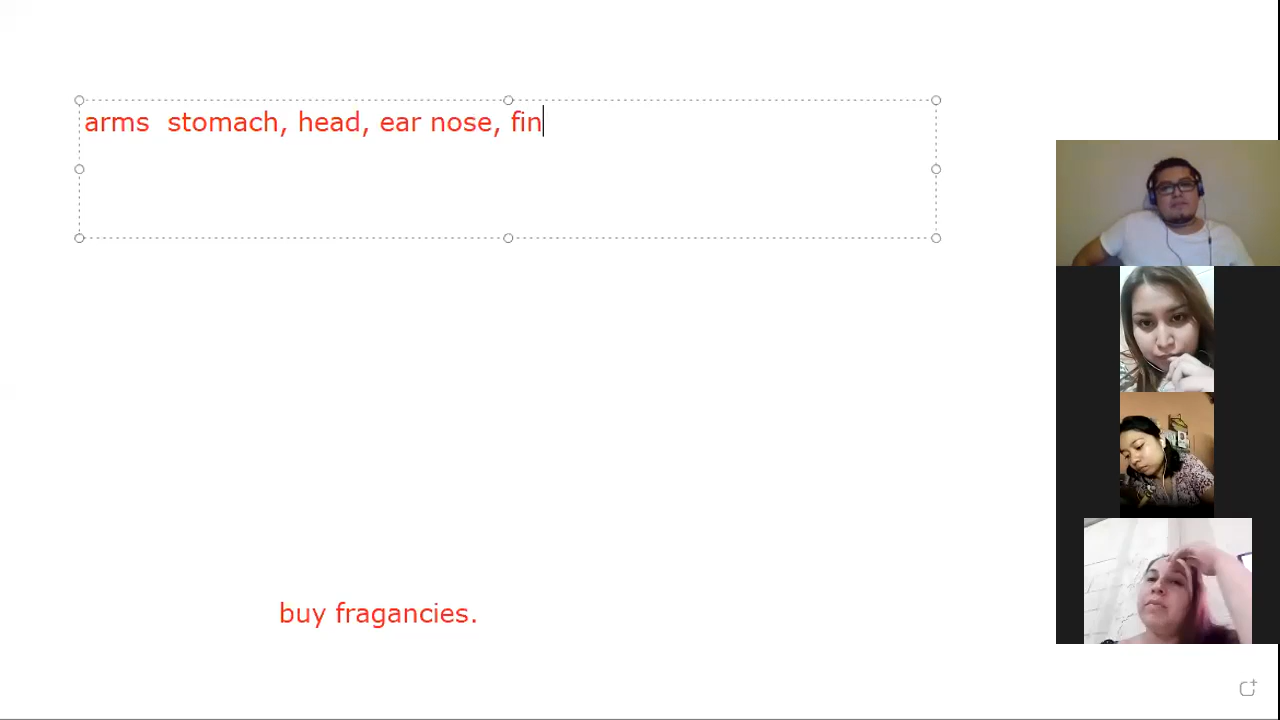 arms  stomach, head, ear nose, fin
buy fragancies.